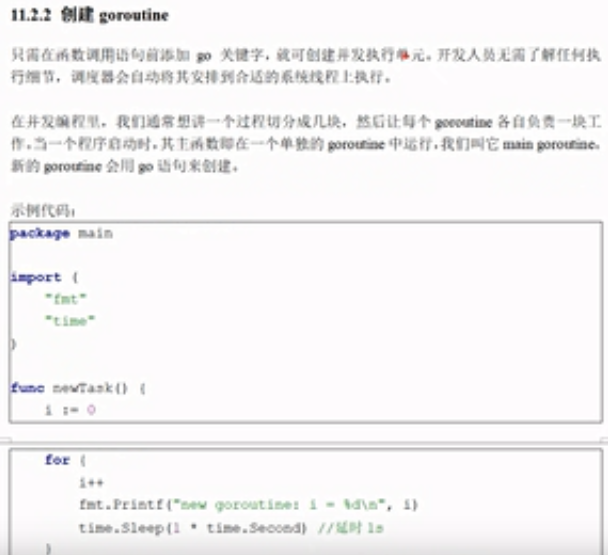 11.2.2 创建 goroutine
只需在函数调用语句前添加 go 关键字，就可创建并发执行单元。开发人员无需了解任何执
行细节，调度器会自动将其安排到合适的系统线程上执行。
在并发编程里，我们通常想讲一个过程切分成几块，然后让每个 goroutine 各自负责一块工
作。当一个程序启动时，其主函数即在一个单独的 goroutine 中运行，我们叫它 main goroutine。
新的 goroutine 会用 go 语句来创建。
示例代码：
package main
import (
"fmt"
"time"
)
func newTask() {
i := 0
for {
i++
fmt.Printf("new goroutine: i = %d\n", i)
time.Sleep(1 * time.Second) //延时 1s
}